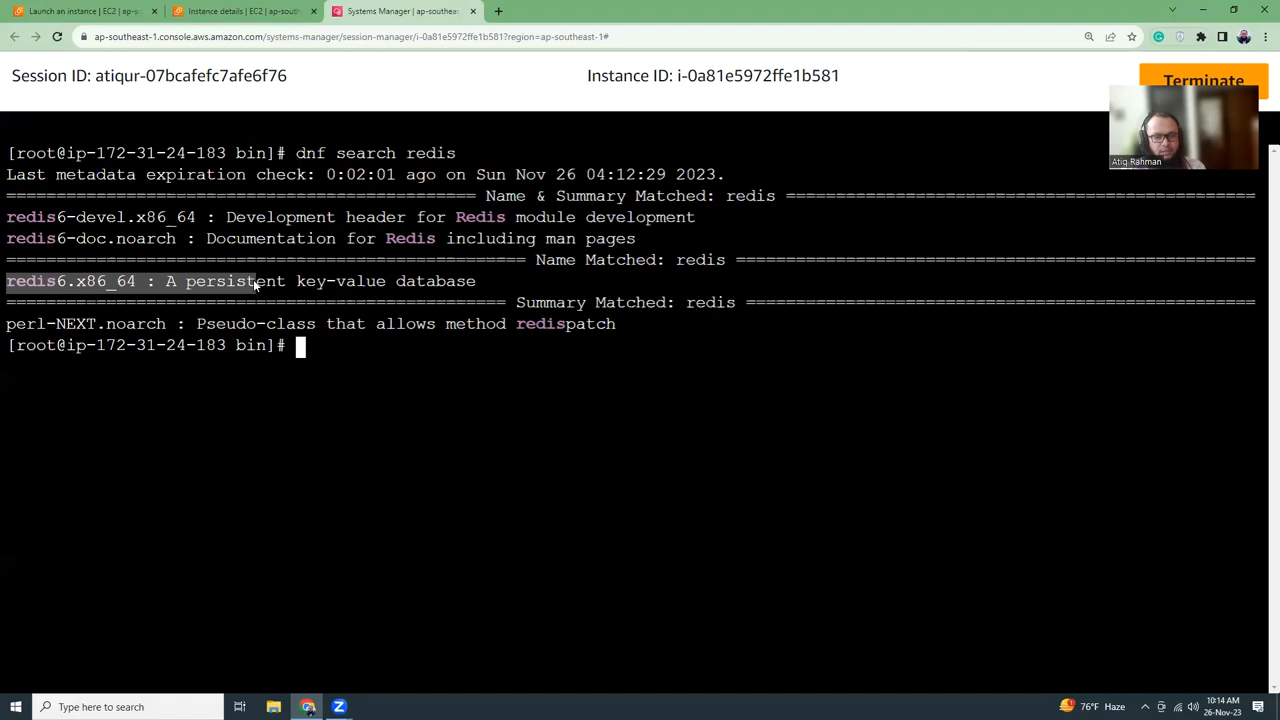 Launch an instance | EC2 | ap-s
Instance details | EC2 | ap-south
Systems Manager | ap-southeas
ap-southeast-1.console.aws.amazon.com/systems-manager/session-manager/i-0a81e5972ffe1b581?region=ap-southeast-1#
Session ID: atiqur-07bcafefc7afe6f76
Instance ID: i-0a81e5972ffe1b581
Terminate
Atiq Rahman
[root@ip-172-31-24-183 bin]# dnf search redis
Last metadata expiration check: 0:02:01 ago on Sun Nov 26 04:12:29 2023.
=============================================== Name & Summary Matched: redis ===============================================
redis6-devel.x86_64 : Development header for Redis module development
redis6-doc.noarch : Documentation for Redis including man pages
==================================================== Name Matched: redis ====================================================
redis6.x86_64 : A persistent key-value database
================================================== Summary Matched: redis ===================================================
perl-NEXT.noarch : Pseudo-class that allows method redispatch
[root@ip-172-31-24-183 bin]#
Type here to search
76°F Haze
10:14 AM
26-Nov-23